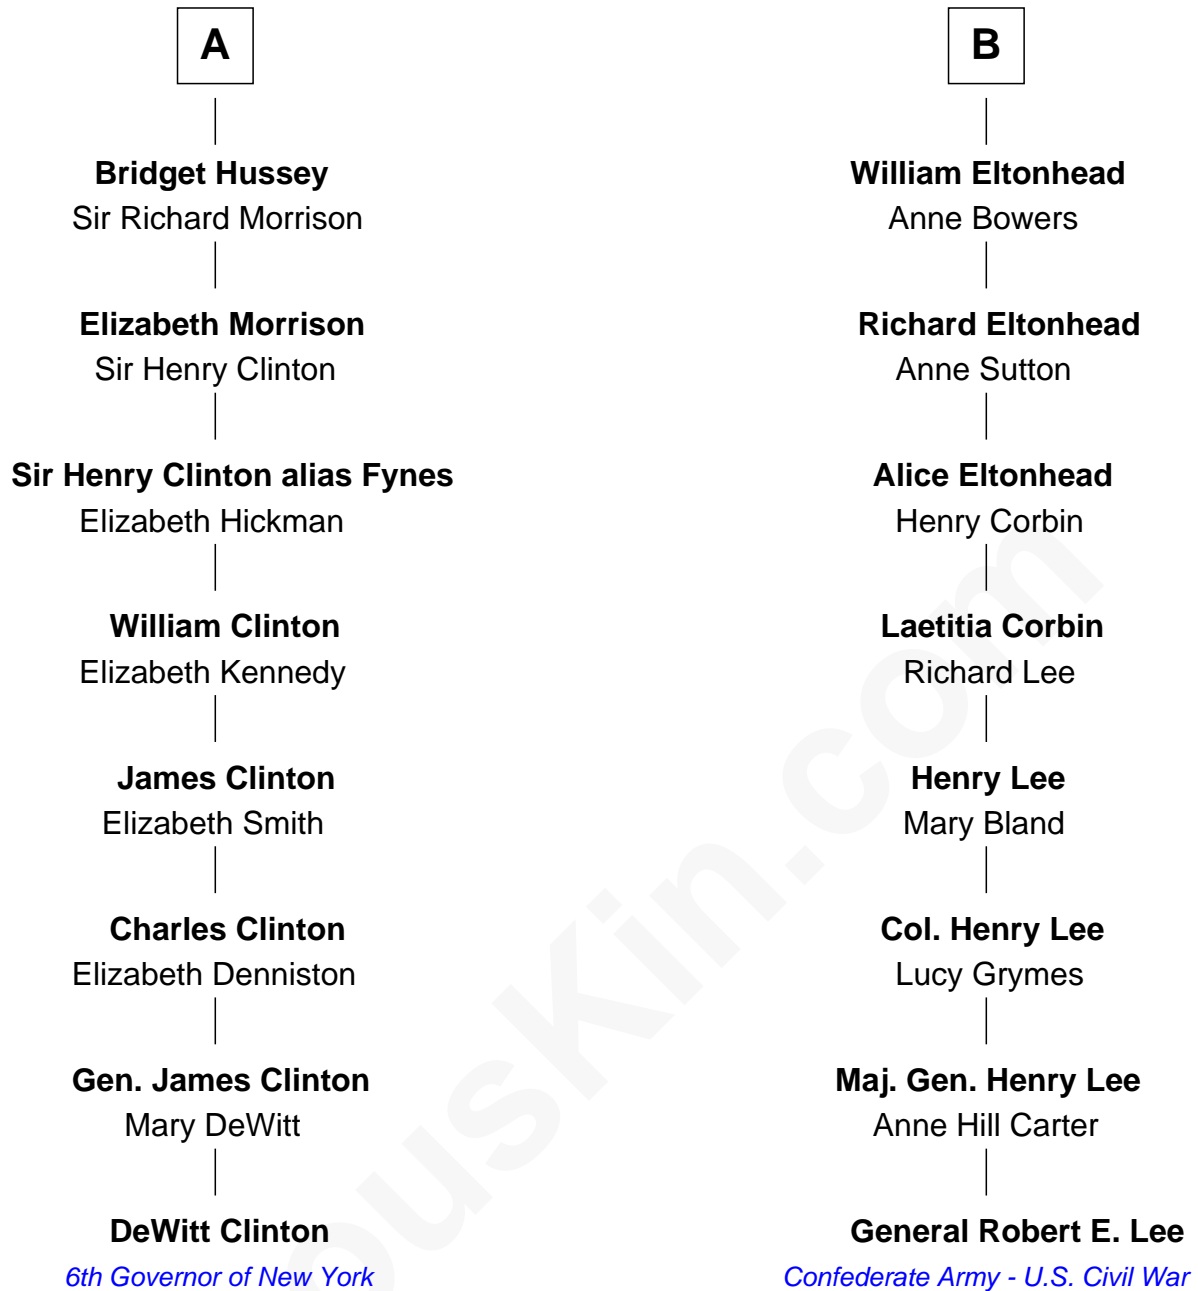 A
Bridget Hussey
Sir Richard Morrison
Elizabeth Morrison
Sir Henry Clinton
Sir Henry Clinton alias Fynes
Elizabeth Hickman
William Clinton
Elizabeth Kennedy
James Clinton
Elizabeth Smith
Charles Clinton
Elizabeth Denniston
Gen. James Clinton
Mary DeWitt
DeWitt Clinton
6th Governor of New York
B
William Eltonhead
Anne Bowers
Richard Eltonhead
Anne Sutton
Alice Eltonhead
Henry Corbin
Laetitia Corbin
Richard Lee
Henry Lee
Mary Bland
Col. Henry Lee
Lucy Grymes
Maj. Gen. Henry Lee
Anne Hill Carter
General Robert E. Lee
Confederate Army - U.S. Civil War
ousKin.com